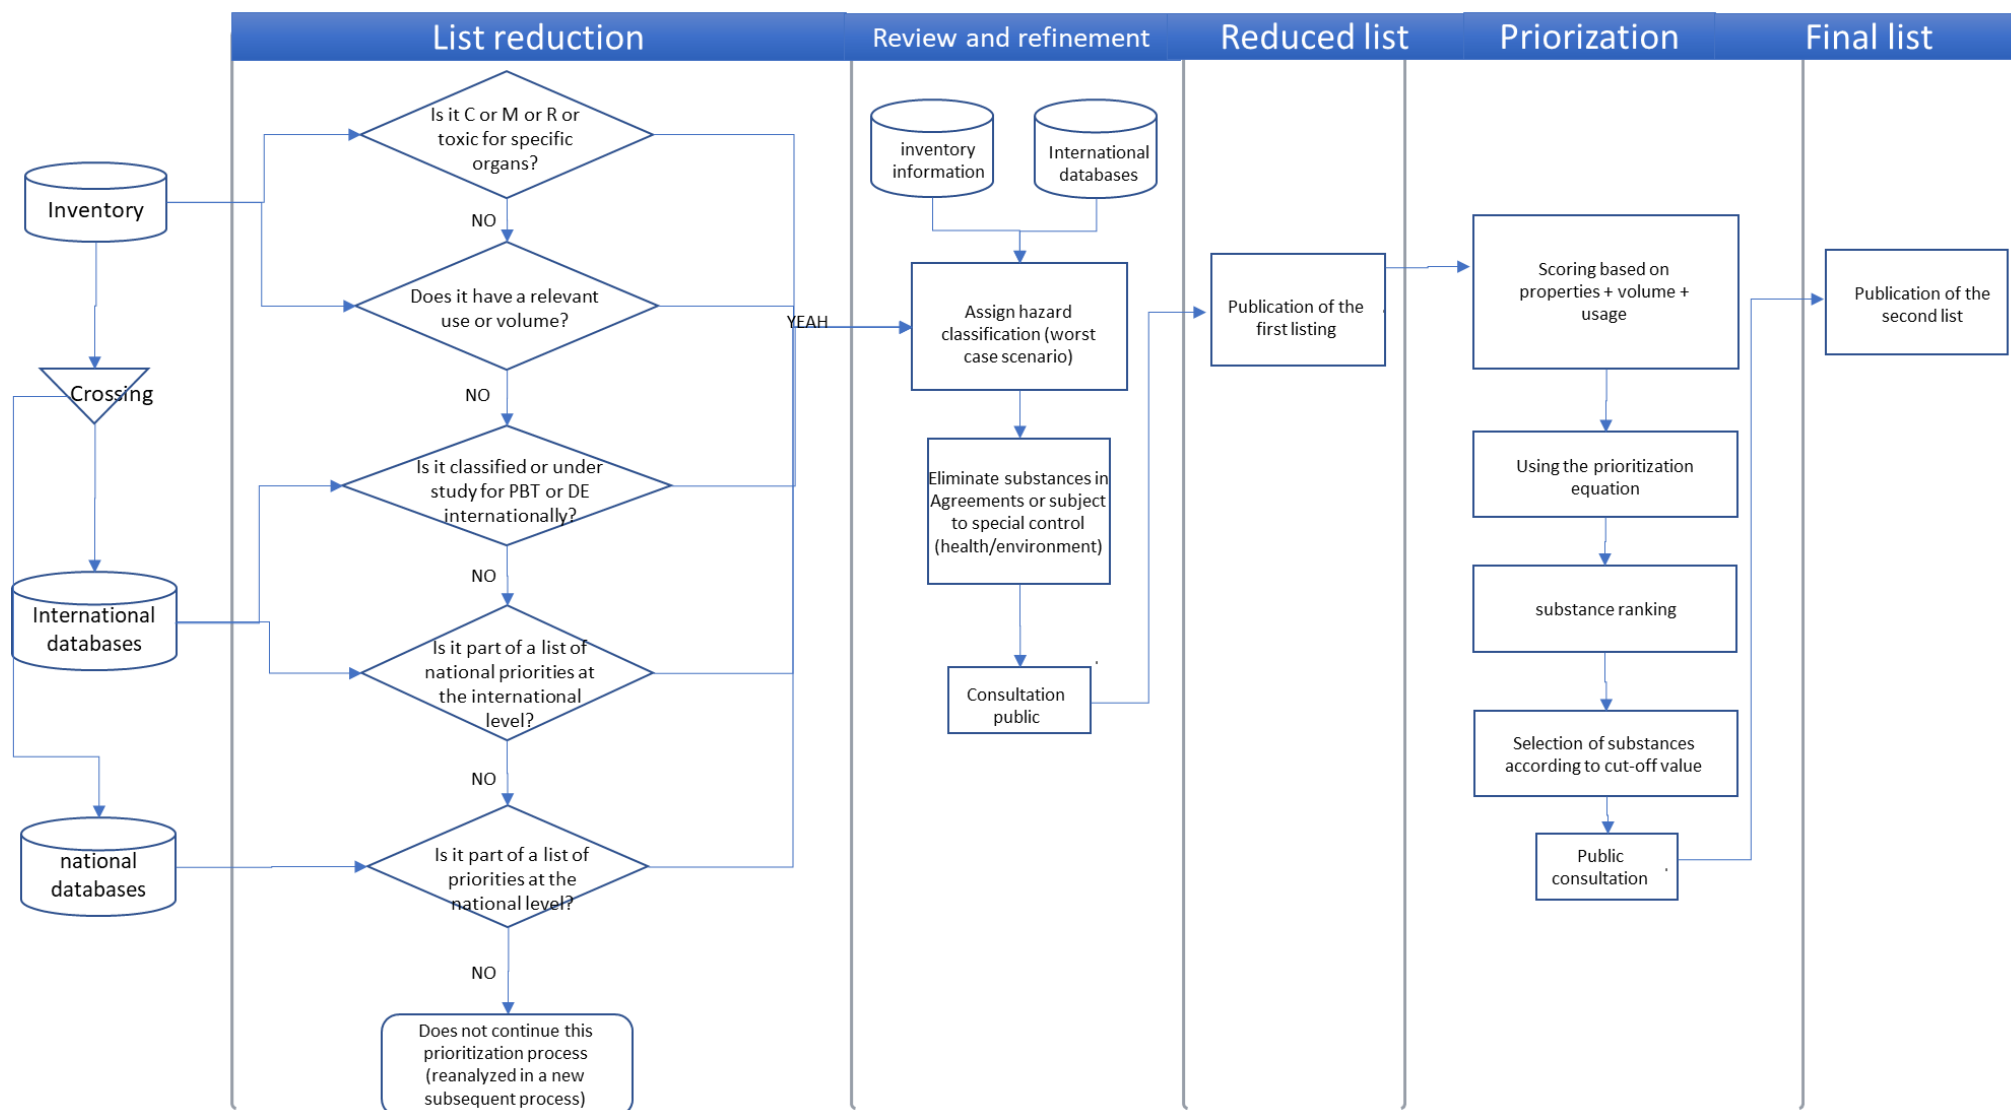 List reduction
Review and refinement
Reduced list
Priorization
Final list
Inventory
Crossing
International
databases
national
databases
Is it C or M or R or
toxic for specific
organs?
NO
Does it have a relevant
use or volume?
NO
Is it classified or under
study for PBT or DE
internationally?
NO
Is it part of a list of
national priorities at
the international
level?
NO
Is it part of a list of
priorities at the
national level?
NO
Does not continue this
prioritization process
(reanalyzed in a new
subsequent process)
YEAH
inventory
information
International
databases
Assign hazard
classification (worst
case scenario)
Eliminate substances in
Agreements or subject
to special control
(health/environment)
Consultation
public
Publication of the
first listing
Scoring based on
properties + volume +
usage
Using the prioritization
equation
substance ranking
Selection of substances
according to cut-off value
Public
consultation
Publication of the
second list